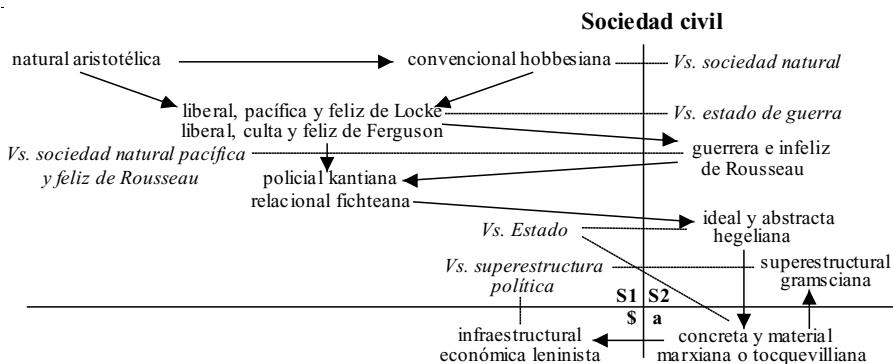 Sociedad civil
natural aristotélica
convencional hobbesiana
Vs. sociedad natural
liberal, pacífica y feliz de Locke
Vs. estado de guerra
liberal, culta y feliz de Ferguson
Vs. sociedad natural pacífica
y feliz de Rousseau
guerrera e infeliz
de Rousseau
policial kantiana
relacional fichteana
Vs. Estado
ideal y abstracta
hegeliana
Vs. superestructura
política
superestructural
gramsciana
S1 S2
$ a
infraestructural
económica leninista
concreta y material
marxiana o tocquevilliana